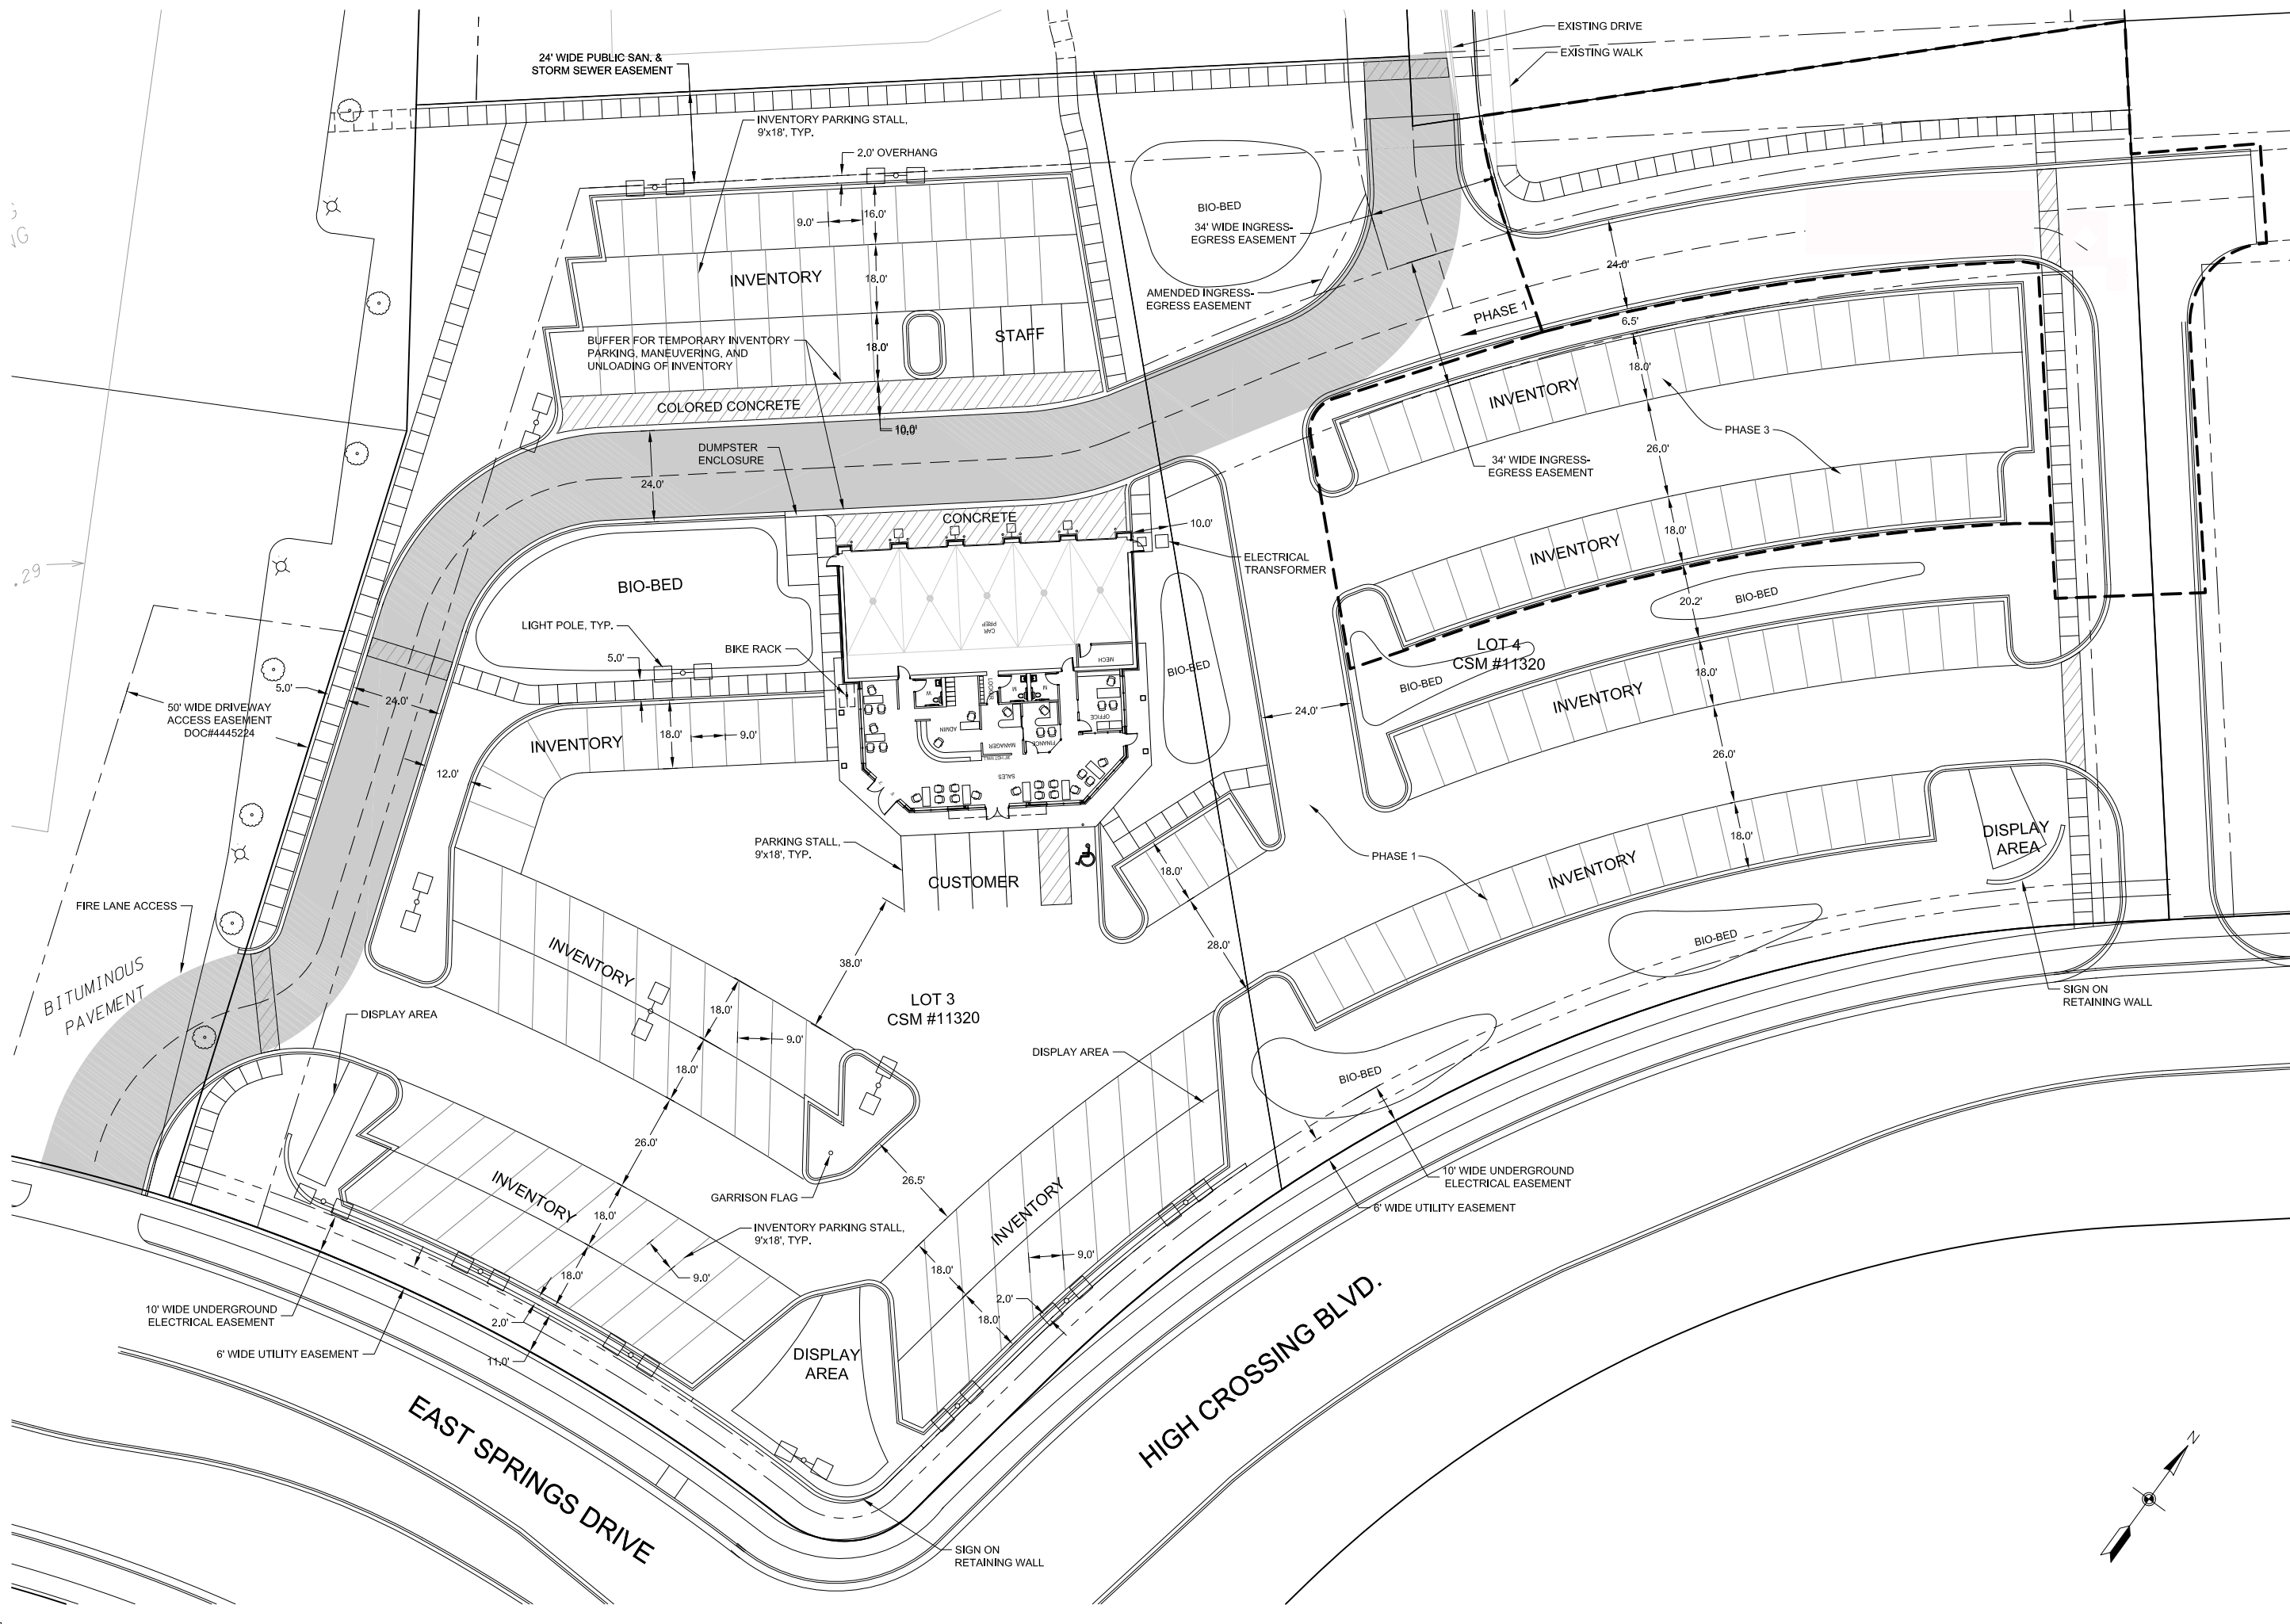 EXISTING DRIVE
EXISTING WALK
24' WIDE PUBLIC SAN. &
STORM SEWER EASEMENT
INVENTORY PARKING STALL,
9'x18', TYP.
2.0' OVERHANG
9.0'
16.0'
BIO-BED
34' WIDE INGRESS-
EGRESS EASEMENT
INVENTORY
18.0'
24.0'
AMENDED INGRESS-
EGRESS EASEMENT
PHASE 1
6.5'
STAFF
BUFFER FOR TEMPORARY INVENTORY
PARKING, MANEUVERING, AND
UNLOADING OF INVENTORY
18.0'
18.0'
INVENTORY
COLORED CONCRETE
10.0'
PHASE 3
DUMPSTER
ENCLOSURE
26.0'
34' WIDE INGRESS-
EGRESS EASEMENT
24.0'
CONCRETE
10.0'
18.0'
INVENTORY
ELECTRICAL
TRANSFORMER
.29
BIO-BED
20.2'
BIO-BED
LIGHT POLE, TYP.
CAR
PREP
BIKE RACK
LOT 4
CSM #11320
5.0'
MECH
BIO-BED
18.0'
BIO-BED
5.0'
24.0'
W
M
INVENTORY
50' WIDE DRIVEWAY
ACCESS EASEMENT
DOC#4445224
24.0'
OFFICE
ADMIN
MANAGER
FINANCE
INVENTORY
18.0'
9.0'
26.0'
12.0'
SALES
18.0'
DISPLAY
AREA
PARKING STALL,
9'x18', TYP.
PHASE 1
INVENTORY
18.0'
CUSTOMER
FIRE LANE ACCESS
INVENTORY
38.0'
28.0'
BIO-BED
BITUMINOUS
PAVEMENT
SIGN ON
RETAINING WALL
LOT 3
CSM #11320
DISPLAY AREA
18.0'
9.0'
DISPLAY AREA
18.0'
BIO-BED
26.0'
10' WIDE UNDERGROUND
ELECTRICAL EASEMENT
INVENTORY
GARRISON FLAG
26.5'
6' WIDE UTILITY EASEMENT
18.0'
INVENTORY PARKING STALL,
9'x18', TYP.
INVENTORY
9.0'
18.0'
9.0'
18.0'
2.0'
18.0'
10' WIDE UNDERGROUND
ELECTRICAL EASEMENT
2.0'
6' WIDE UTILITY EASEMENT
11.0'
DISPLAY
AREA
HIGH CROSSING BLVD.
EAST SPRINGS DRIVE
SIGN ON
RETAINING WALL
N